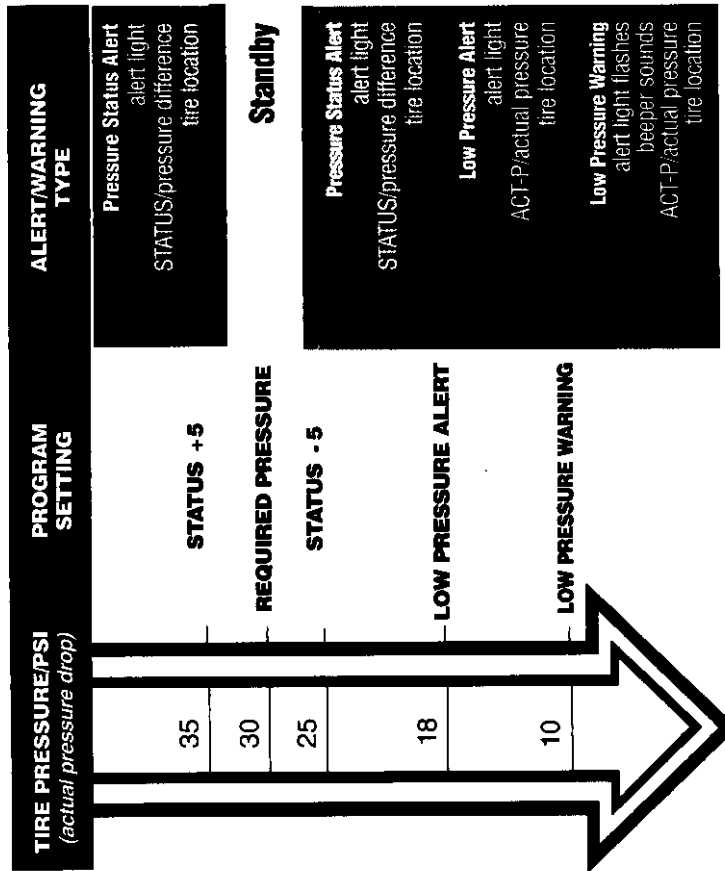 TIRE PRESSURE/PSI
(actual pressure drop)
PROGRAM
SETTING
ALERT/WARNING
TYPE
35
30
25
18
10
STATUS +5
REQUIRED PRESSURE
STATUS - 5
LOW PRESSURE ALERT
LOW PRESSURE WARNING
Pressure Status Alert
alert light
STATUS/pressure difference
tire location
Standby
Pressure Status Alert
alert light
STATUS/pressure difference
tire location
Low Pressure Alert
alert light
ACT-P/actual pressure
tire location
Low Pressure Warning
alert light flashes
beeper sounds
ACT-P/actual pressure
tire location